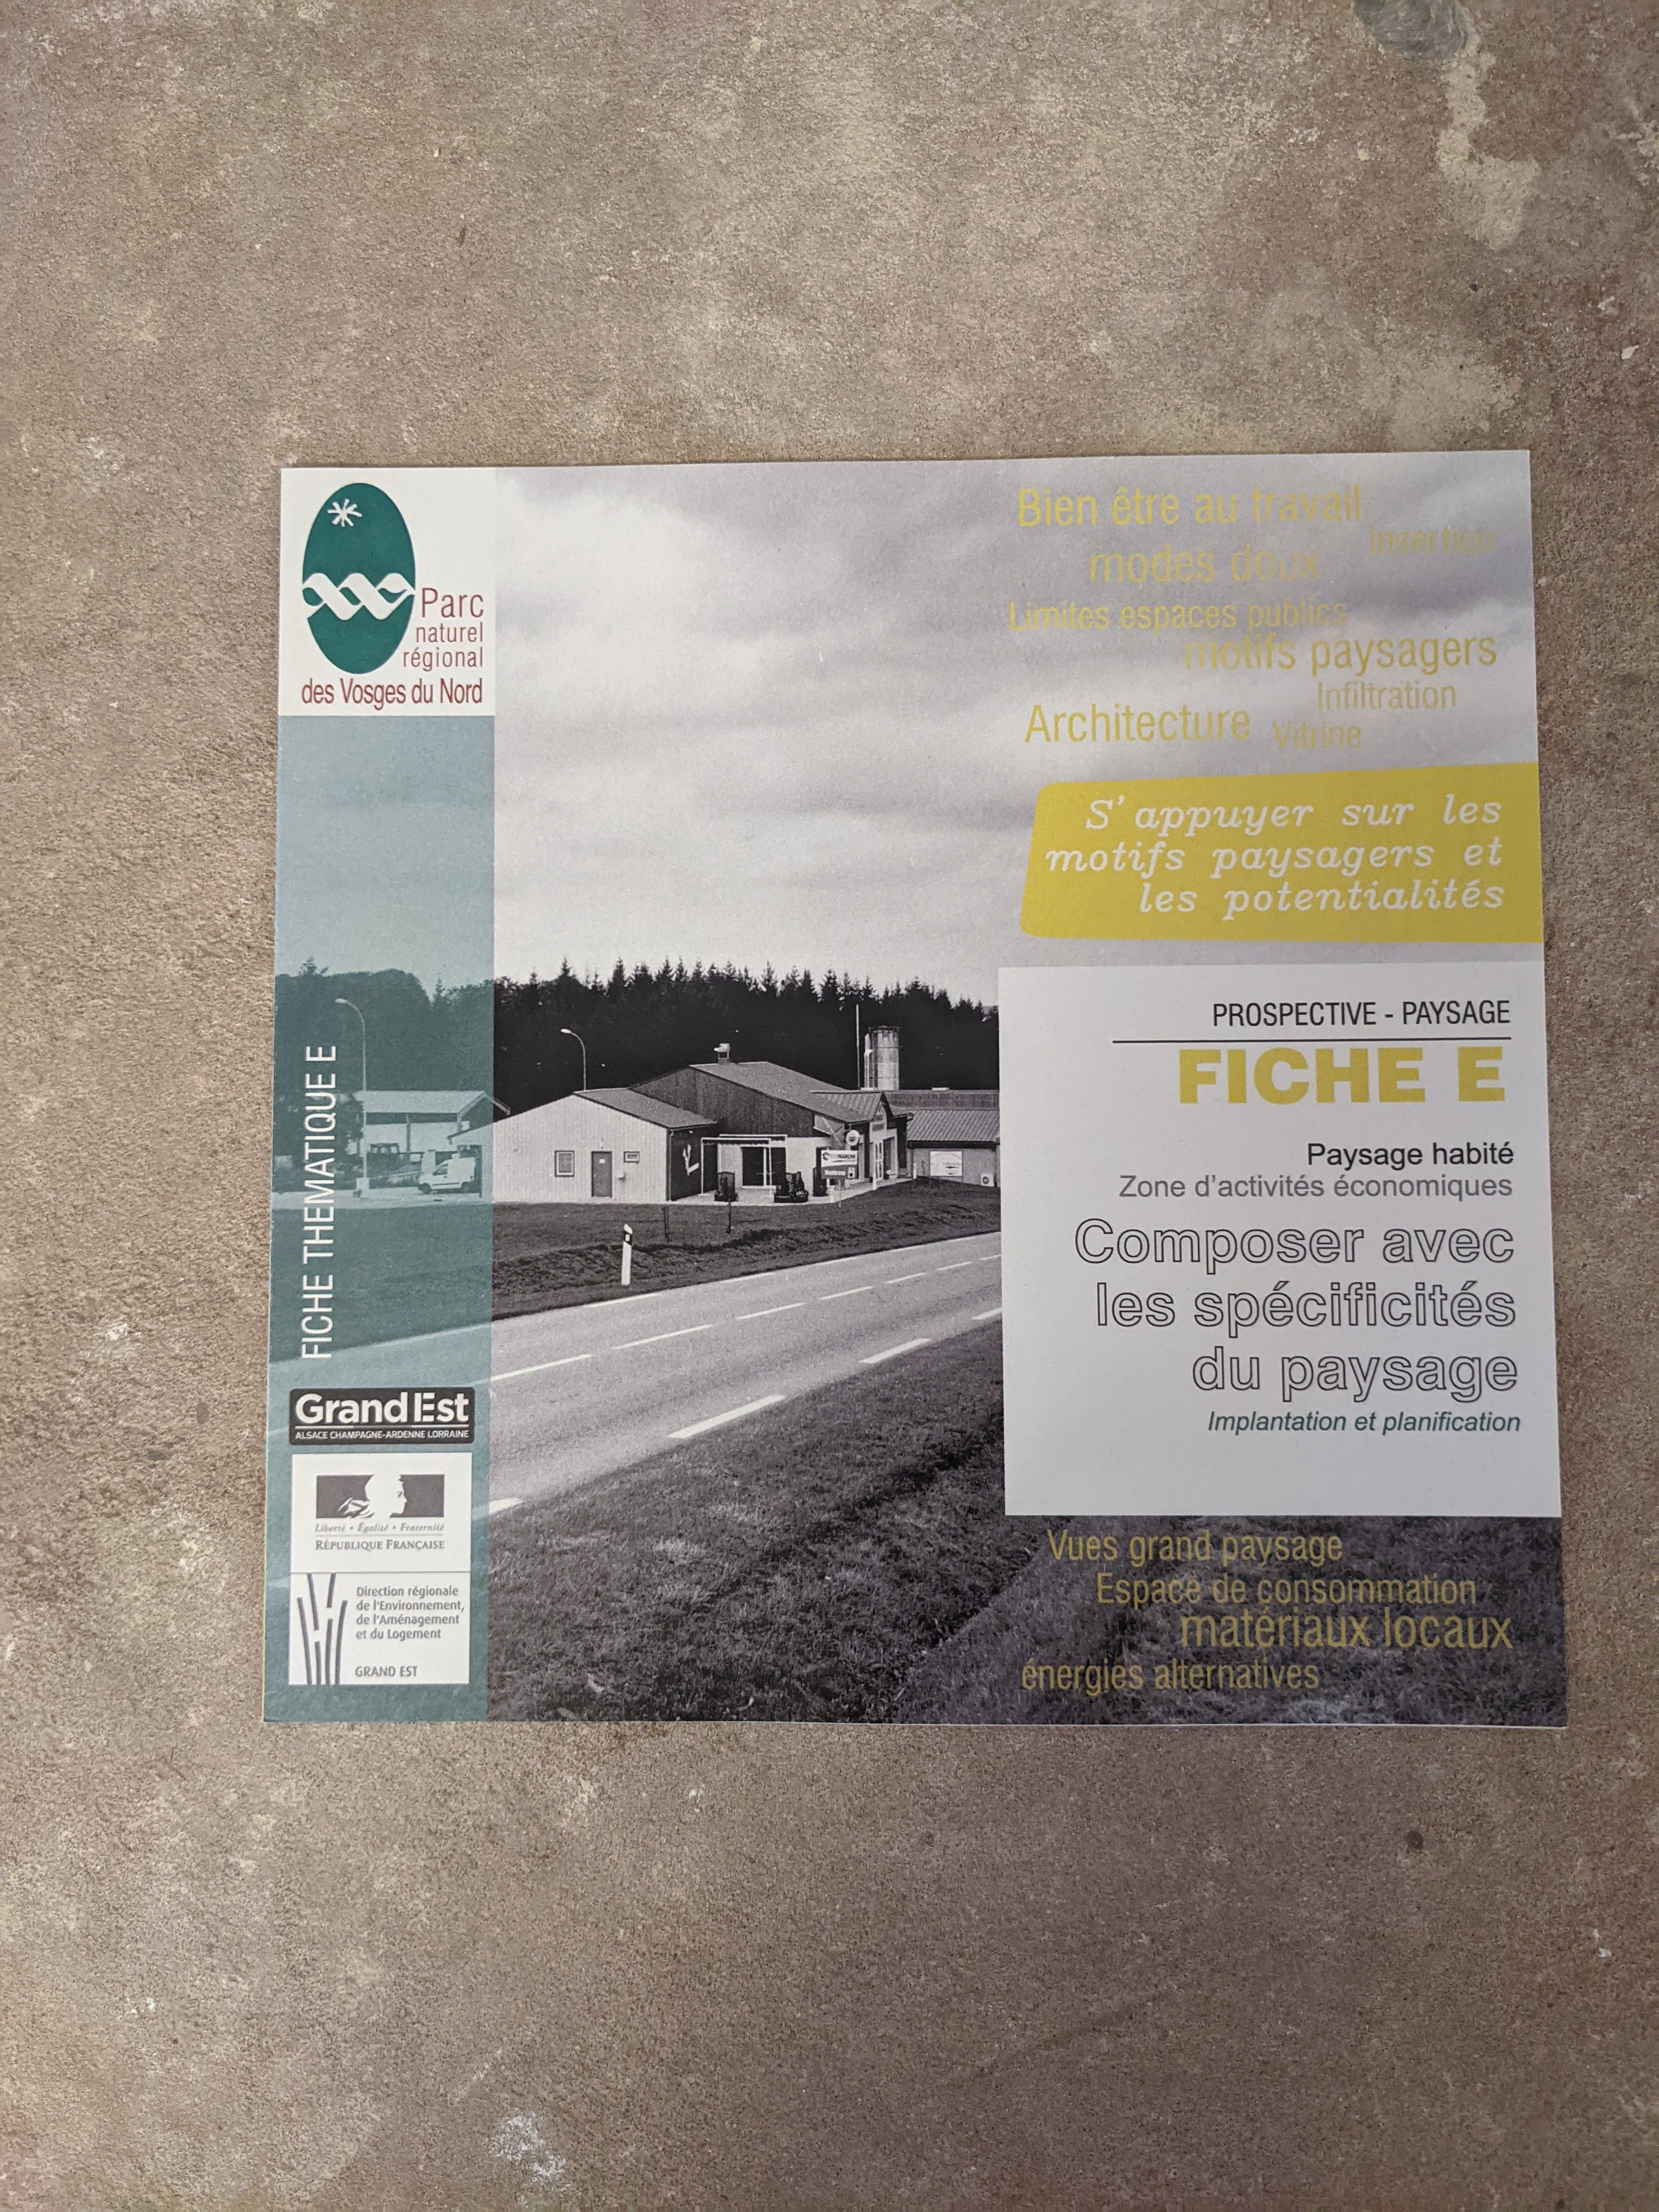 Parc
naturel
régional
des Vosges du Nord
FICHE THEMATIQUE E
Grand Est
ALSACE CHAMPAGNE-ARDENNE LORRAINE
Liberté • Égalité • Fraternité
RÉPUBLIQUE FRANÇAISE
Direction régionale
de l'Environnement,
de l'Aménagement
et du Logement
GRAND EST
Bien être au travail
Insertion
modes doux
Limites espaces publics
motifs paysagers
Infiltration
Architecture Vitrine
S'appuyer sur les
motifs paysagers et
les potentialités
PROSPECTIVE - PAYSAGE
FICHE E
Paysage habité
Zone d'activités économiques
Composer avec
les spécificités
du paysage
Implantation et planification
Vues grand paysage
Espace de consommation
matériaux locaux
énergies alternatives